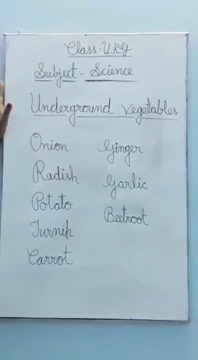 Class-UKG
Subject - Science
Underground Vegetables
Onion
Radish
Potato
Turnip
Carrot
Ginger
Garlic
Beetroot